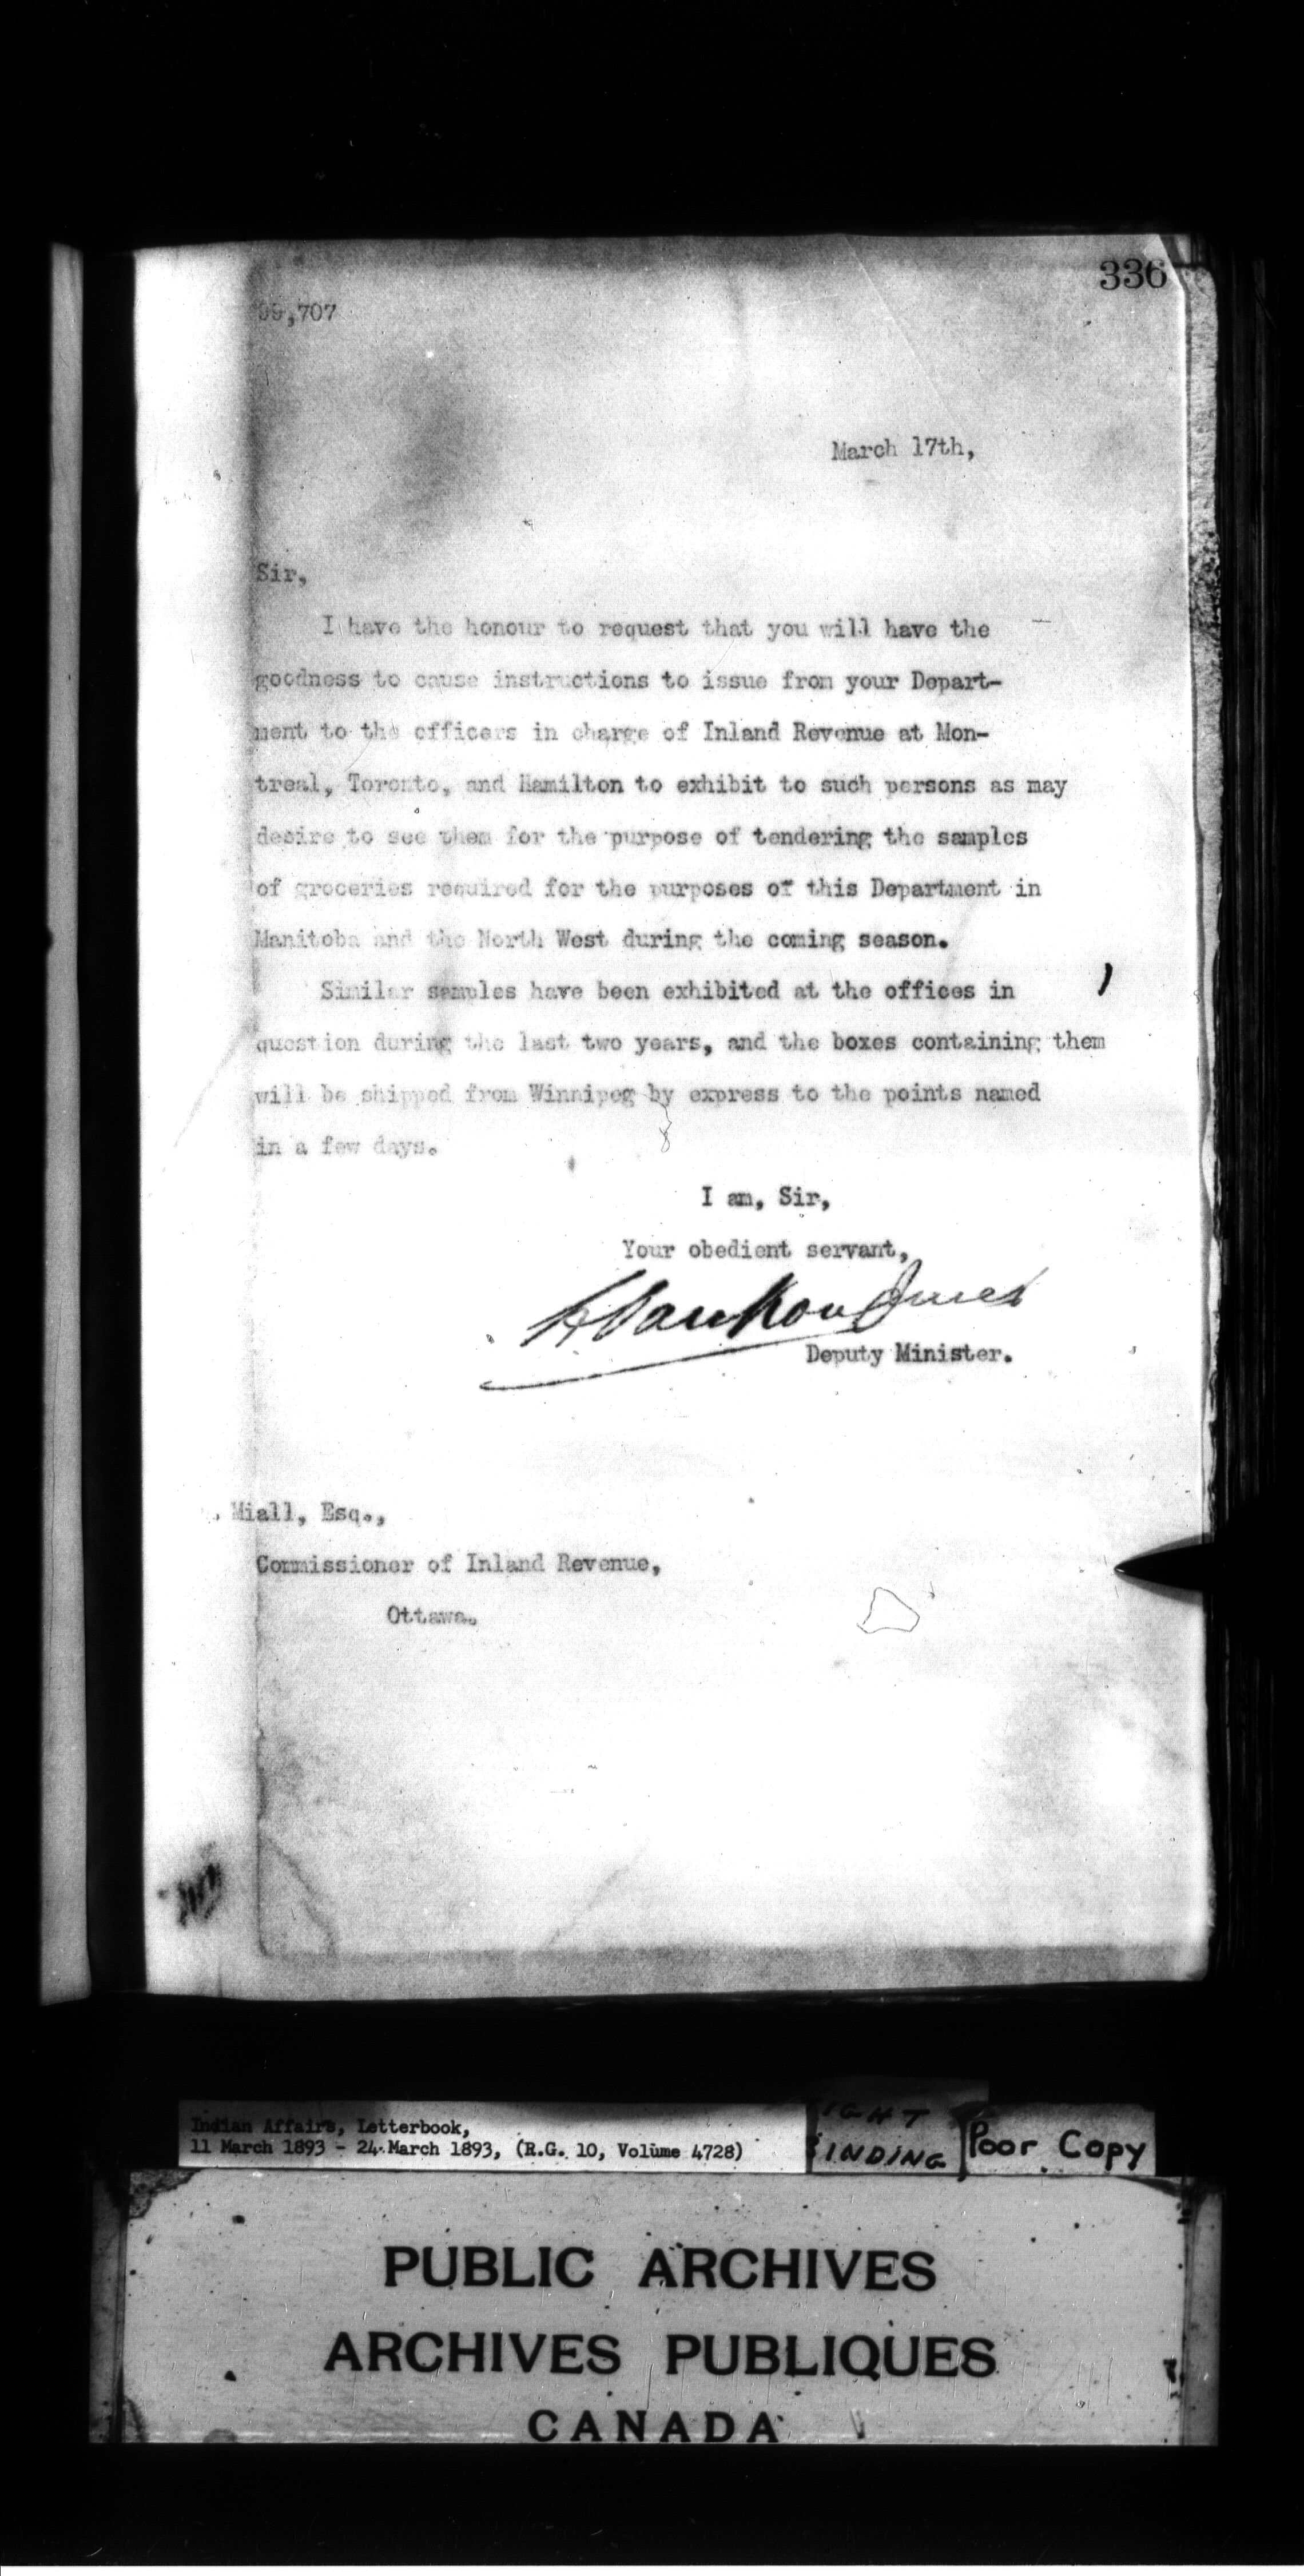 336
99,707
March 17th,
Sir,
I have the honour to request that you will have the
goodness to cause instructions to issue from your Depart-
ment to the officers in charge of Inland Revenue at Mon-
treal, Toronto, and Hamilton to exhibit to such persons as may
desire to see them for the purpose of tendering the samples
of groceries required for the purposes of this Department in
Manitoba and the North West during the coming season.
Similar samples have been exhibited at the offices in
question during the last two years, and the boxes containing them
will be shipped from Winnipeg by express to the points named
in a few days.
I am, Sir,
Your obedient servant,
L Vankoughnet
Deputy Minister.
. Miall, Esq.,
Commissioner of Inland Revenue,
Ottawa.
Indian Affairs, Letterbook,
11 March 1893 - 24 March 1893, (R.G. 10, Volume 4728)
IGHT
INDING
Poor Copy
PUBLIC ARCHIVES
ARCHIVES PUBLIQUES
CANADA